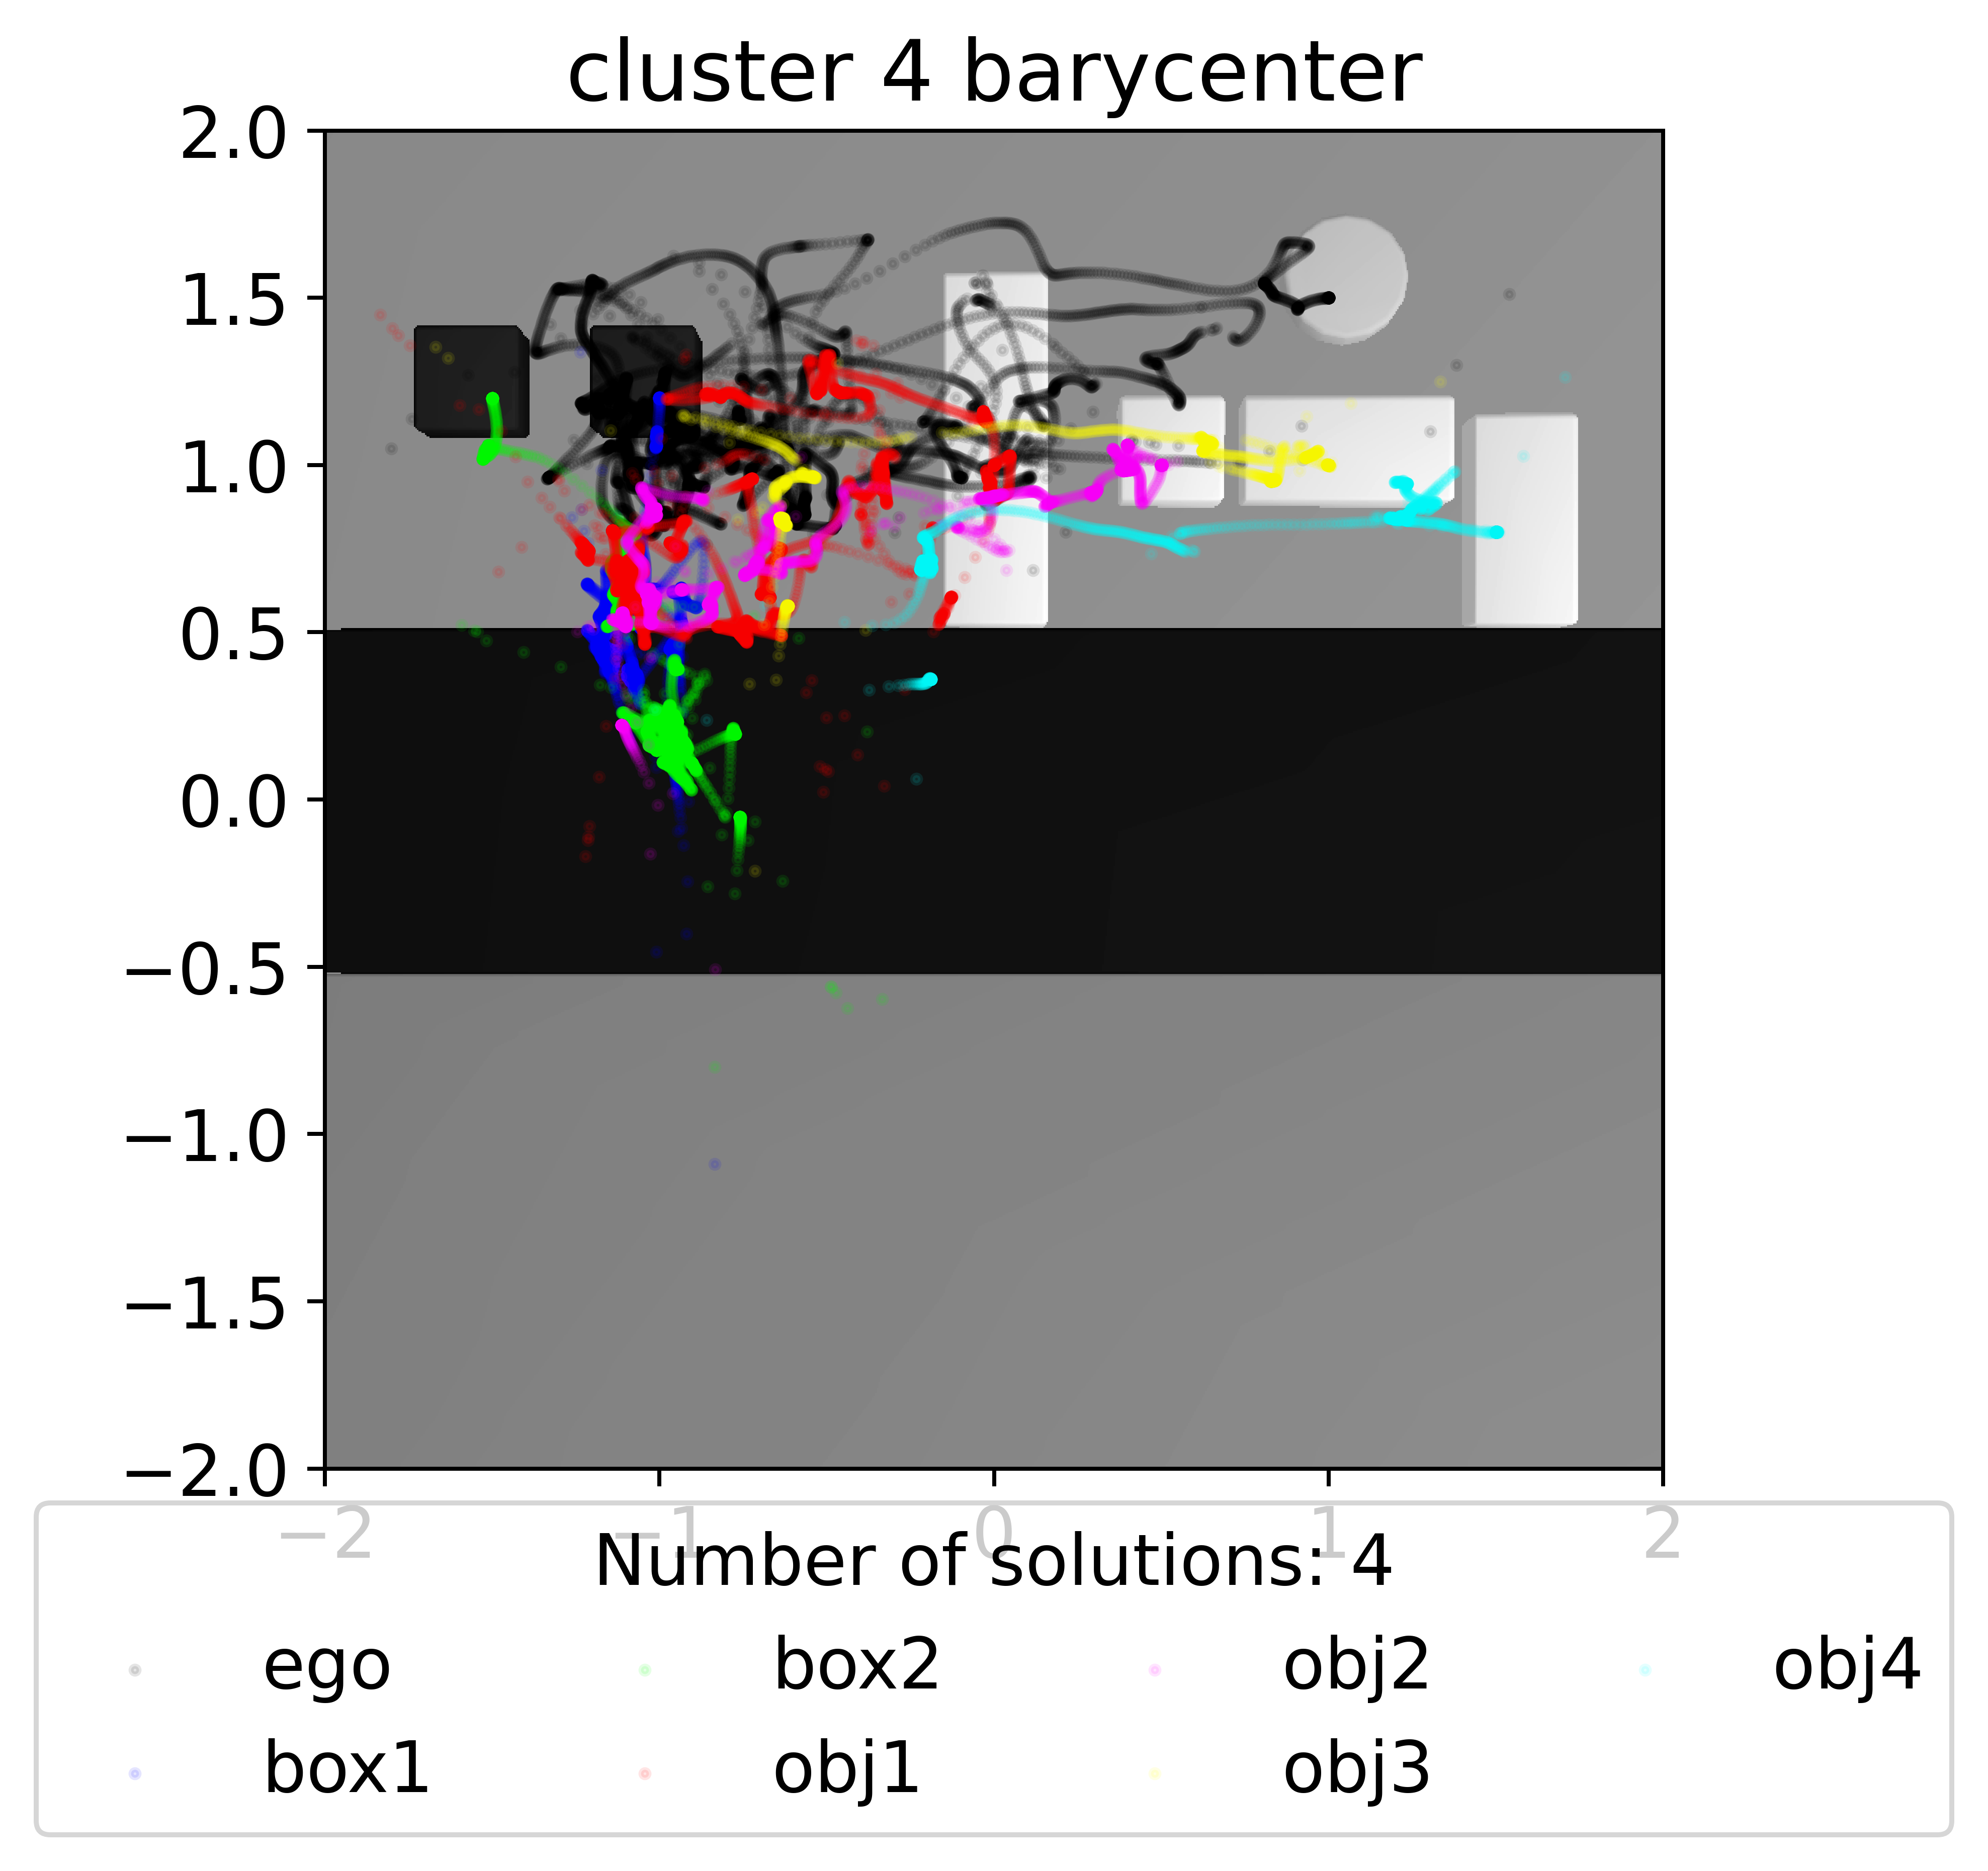 cluster 4 barycenter
2.0
1.5
1.0
0.5
0.0
−0.5
−1.0
−1.5
−2.0
−2 −1 0 1 2
Number of solutions: 4
ego box2 obj2 obj4
box1 obj1 obj3